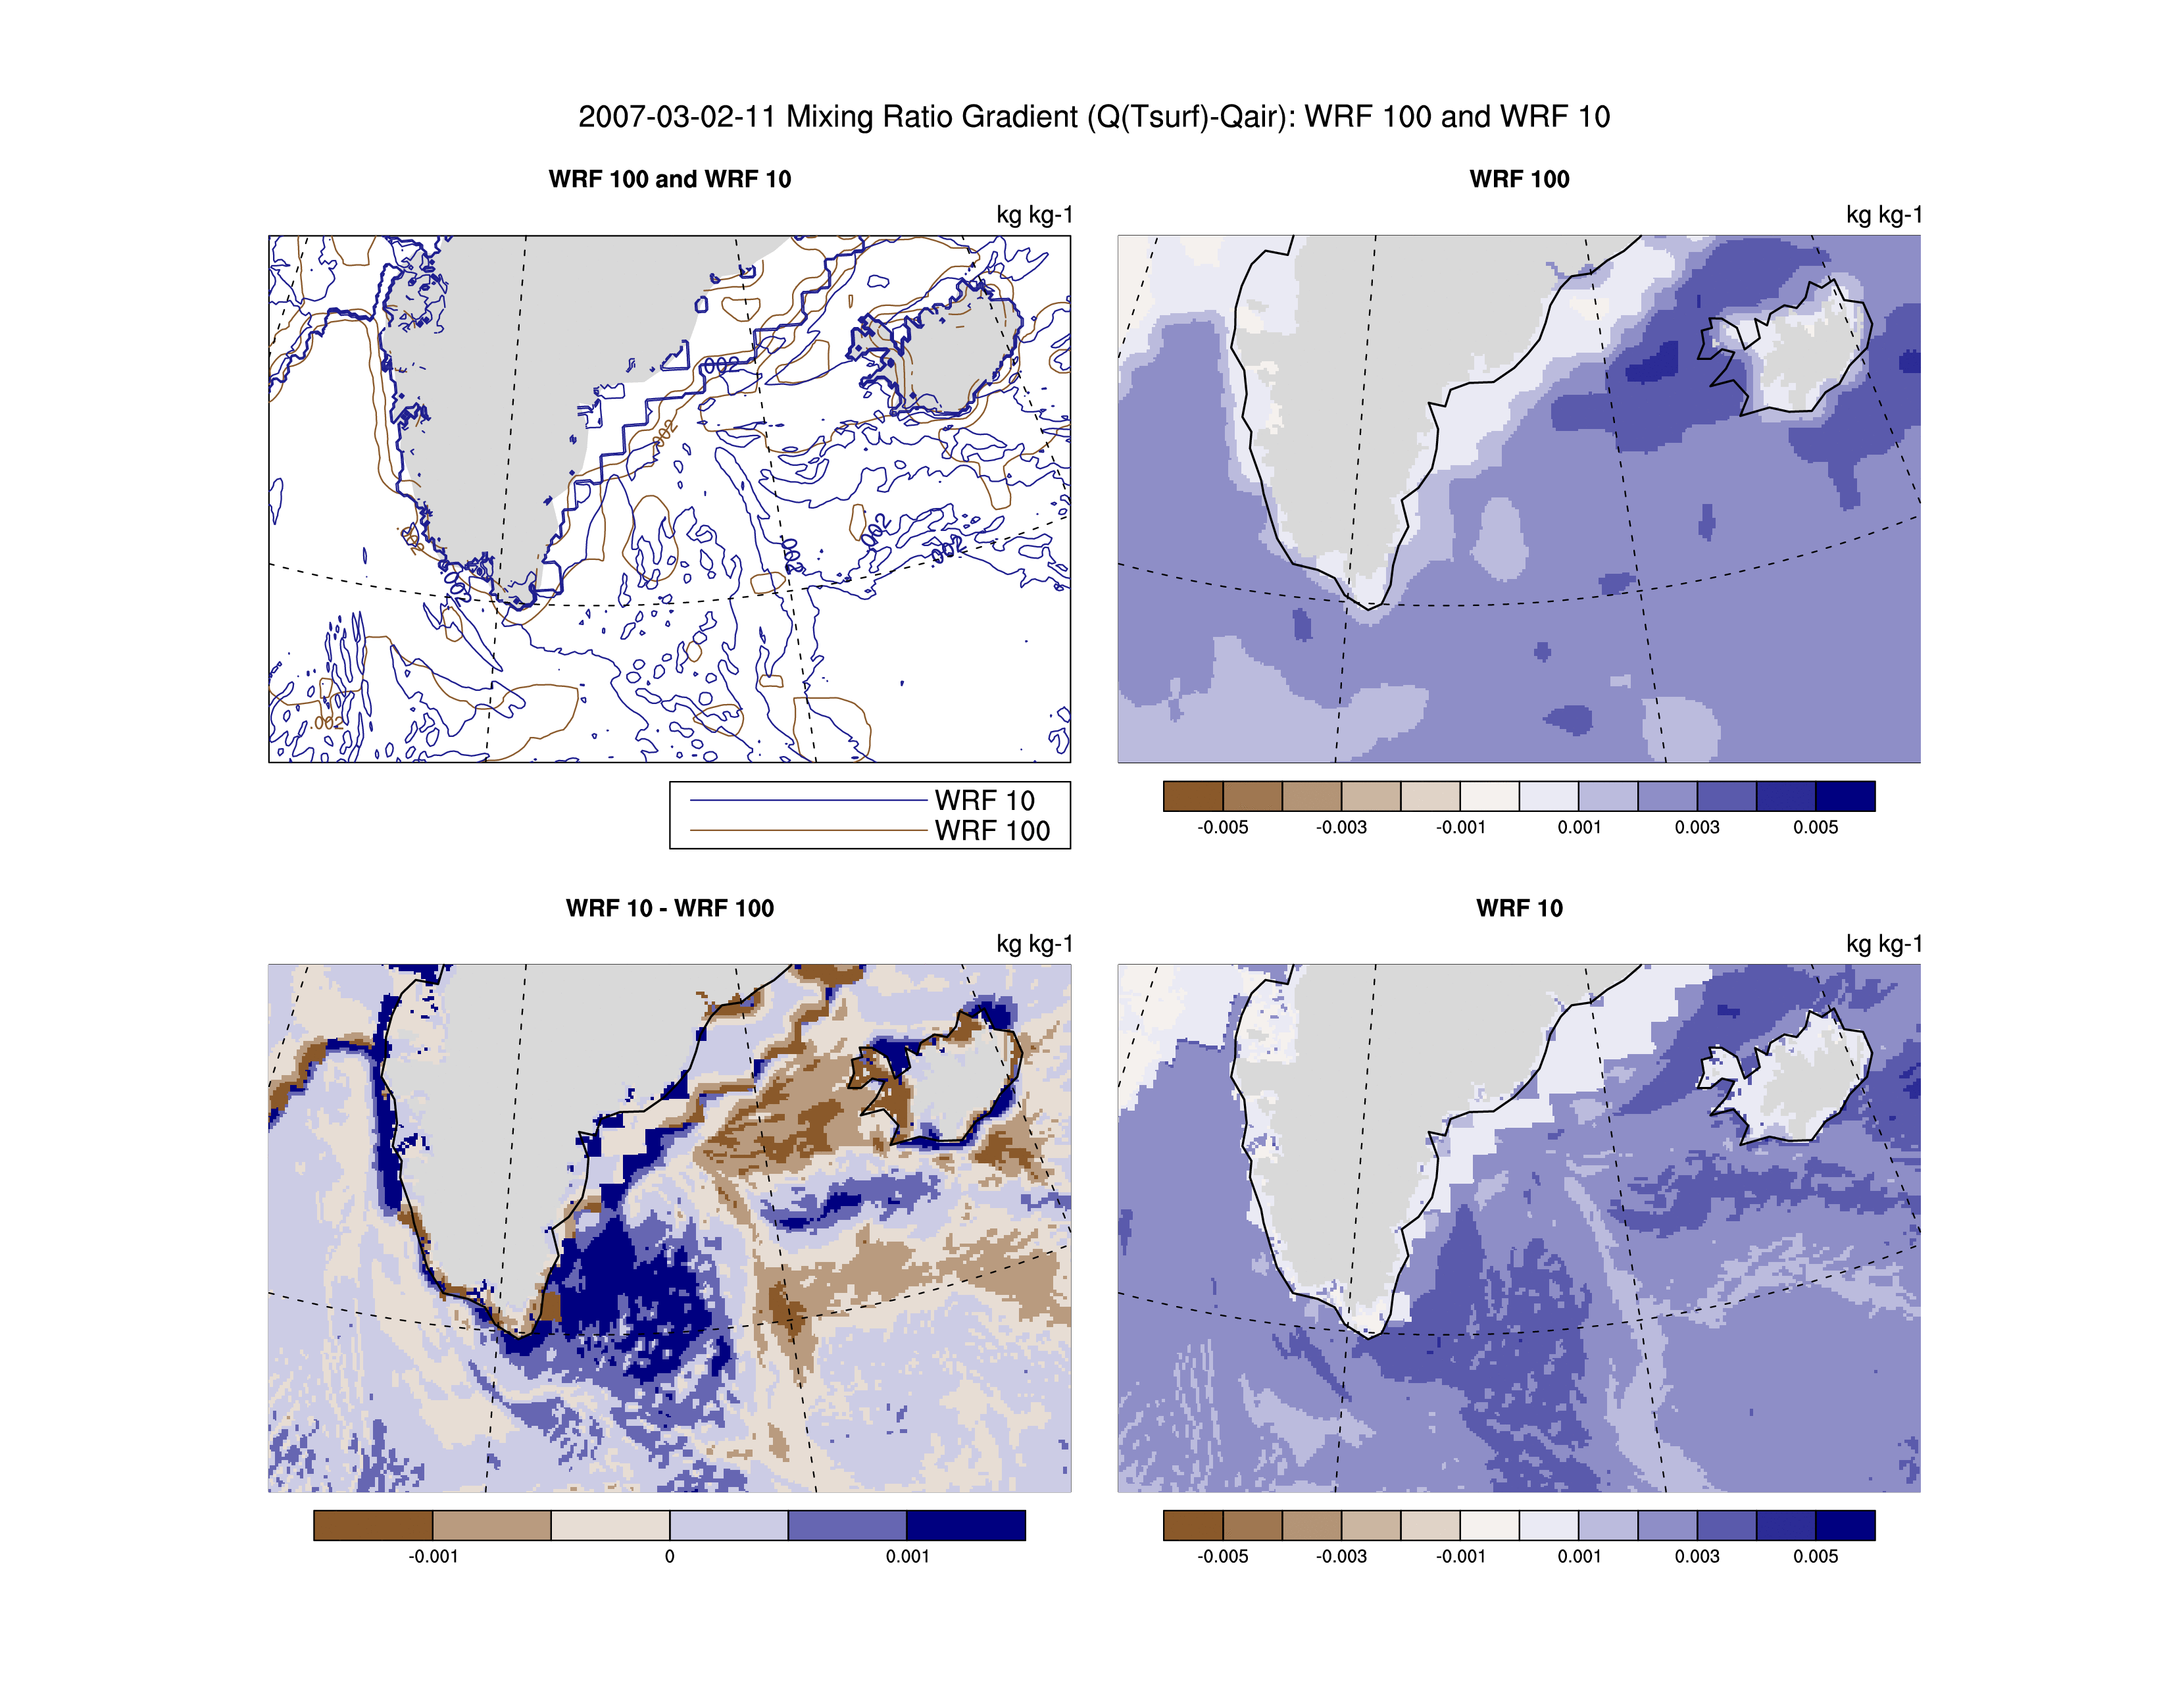 2007-03-02-11 Mixing Ratio Gradient (Q(Tsurf)-Qair): WRF 100 and WRF 10
WRF 100 and WRF 10
kg kg-1
.002
.002
.002
.002
.002
.002
WRF 10
WRF 100
WRF 100
kg kg-1
-0.005 -0.003 -0.001 0.001 0.003 0.005
WRF 10 - WRF 100
kg kg-1
-0.001 0 0.001
WRF 10
kg kg-1
-0.005 -0.003 -0.001 0.001 0.003 0.005